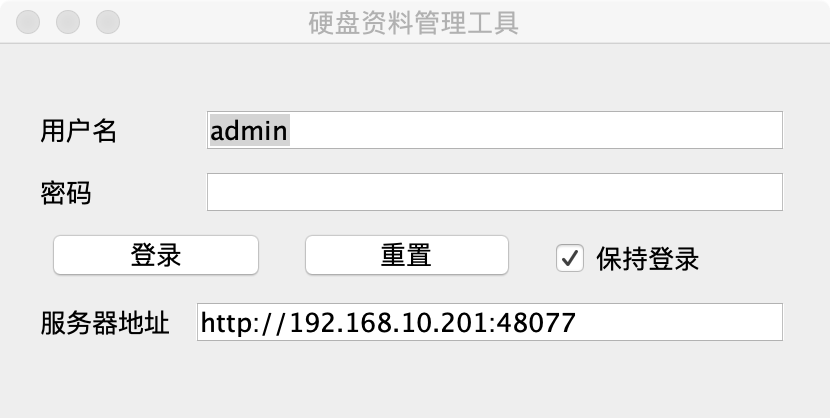 硬盘资料管理工具
用户名 admin
密码
登录 重置 保持登录
服务器地址 http://192.168.10.201:48077